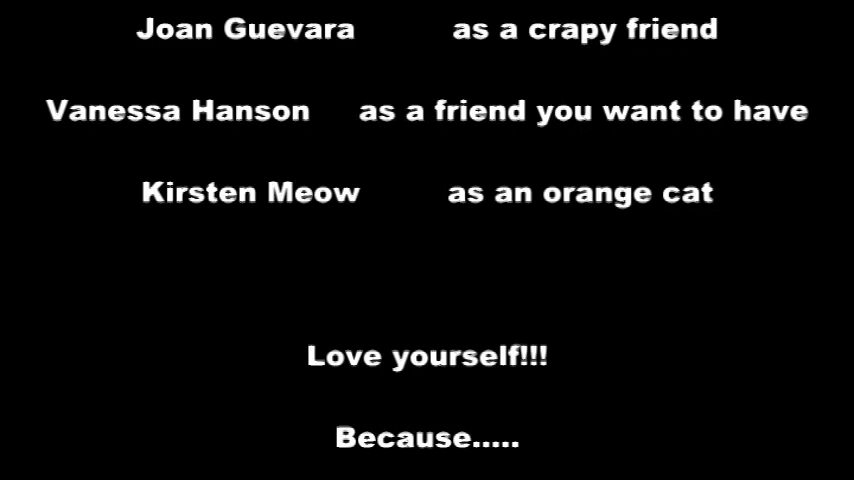 Joan Guevara as a crapy friend
Vanessa Hanson as a friend you want to have
Kirsten Meow as an orange cat
Love yourself!!!
Because.....